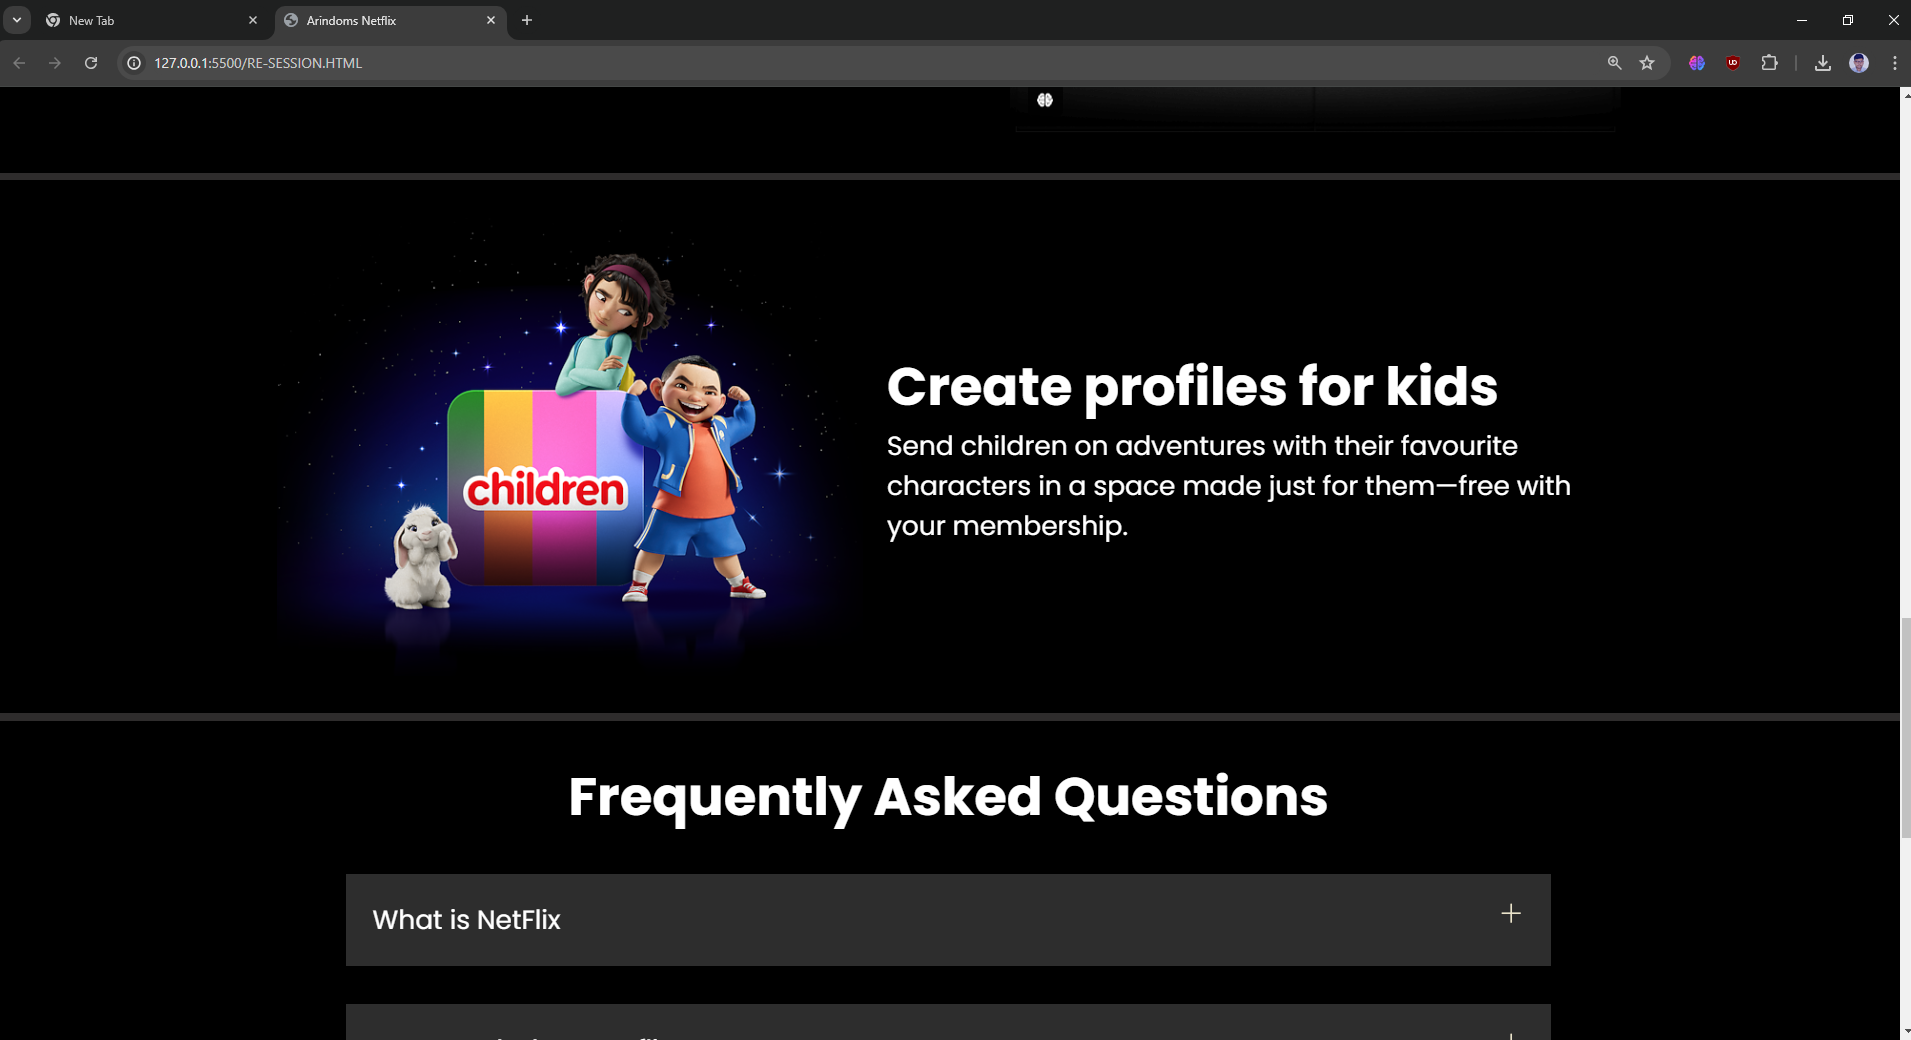 New Tab
Arindoms Netflix
127.0.0.1:5500/RE-SESSION.HTML
Create profiles for kids
Send children on adventures with their favourite
characters in a space made just for them—free with
your membership.
children
Frequently Asked Questions
What is NetFlix